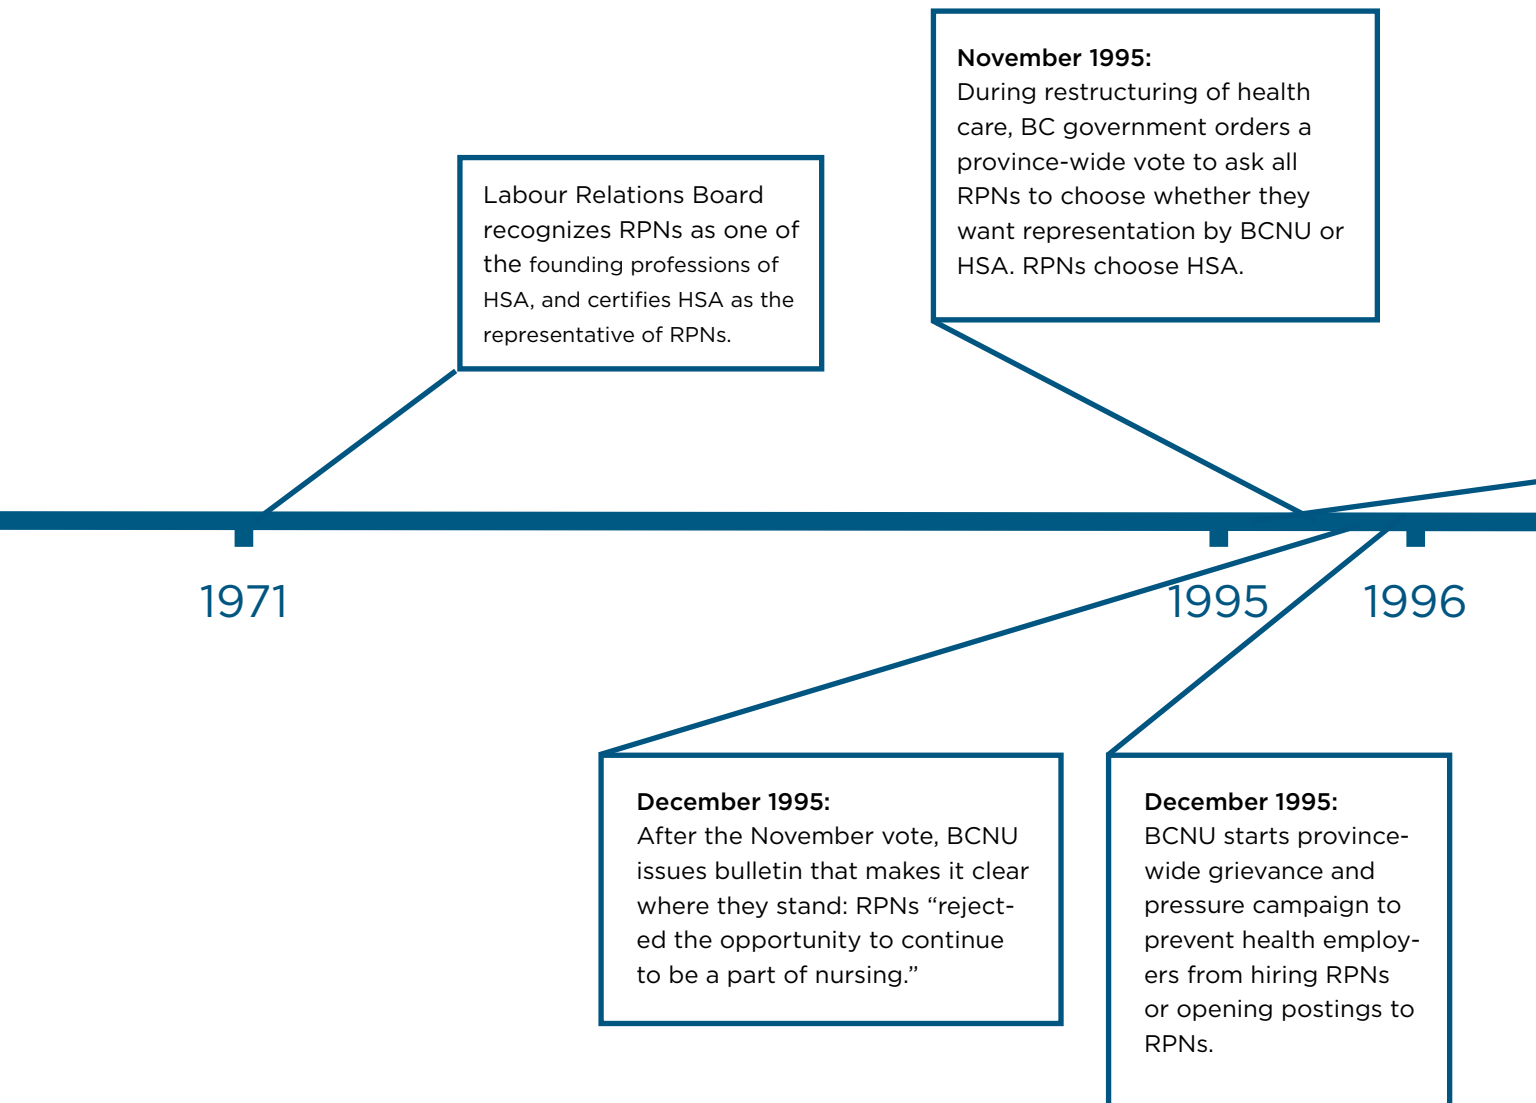 November 1995:
During restructuring of health
care, BC government orders a
province-wide vote to ask all
RPNs to choose whether they
want representation by BCNU or
HSA. RPNs choose HSA.
Labour Relations Board
recognizes RPNs as one of
the founding professions of
HSA, and certifies HSA as the
representative of RPNs.
1971
1995
1996
December 1995:
After the November vote, BCNU
issues bulletin that makes it clear
where they stand: RPNs “reject-
ed the opportunity to continue
to be a part of nursing.”
December 1995:
BCNU starts province-
wide grievance and
pressure campaign to
prevent health employ-
ers from hiring RPNs
or opening postings to
RPNs.